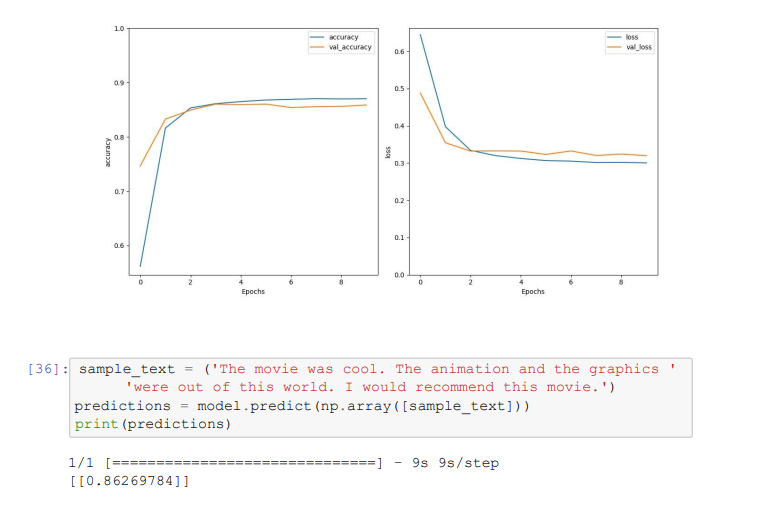 1.0
0.9
0.8
0.7
0.6
accuracy
accuracy
val_accuracy
0 2 4 6 8
Epochs
0.6
0.5
0.4
0.3
0.2
0.1
0.0
loss
loss
val_loss
0 2 4 6 8
Epochs
[36]: sample_text = ('The movie was cool. The animation and the graphics '
'were out of this world. I would recommend this movie.')
predictions = model.predict(np.array([sample_text]))
print(predictions)
1/1 [==============================] - 9s 9s/step
[[0.86269784]]